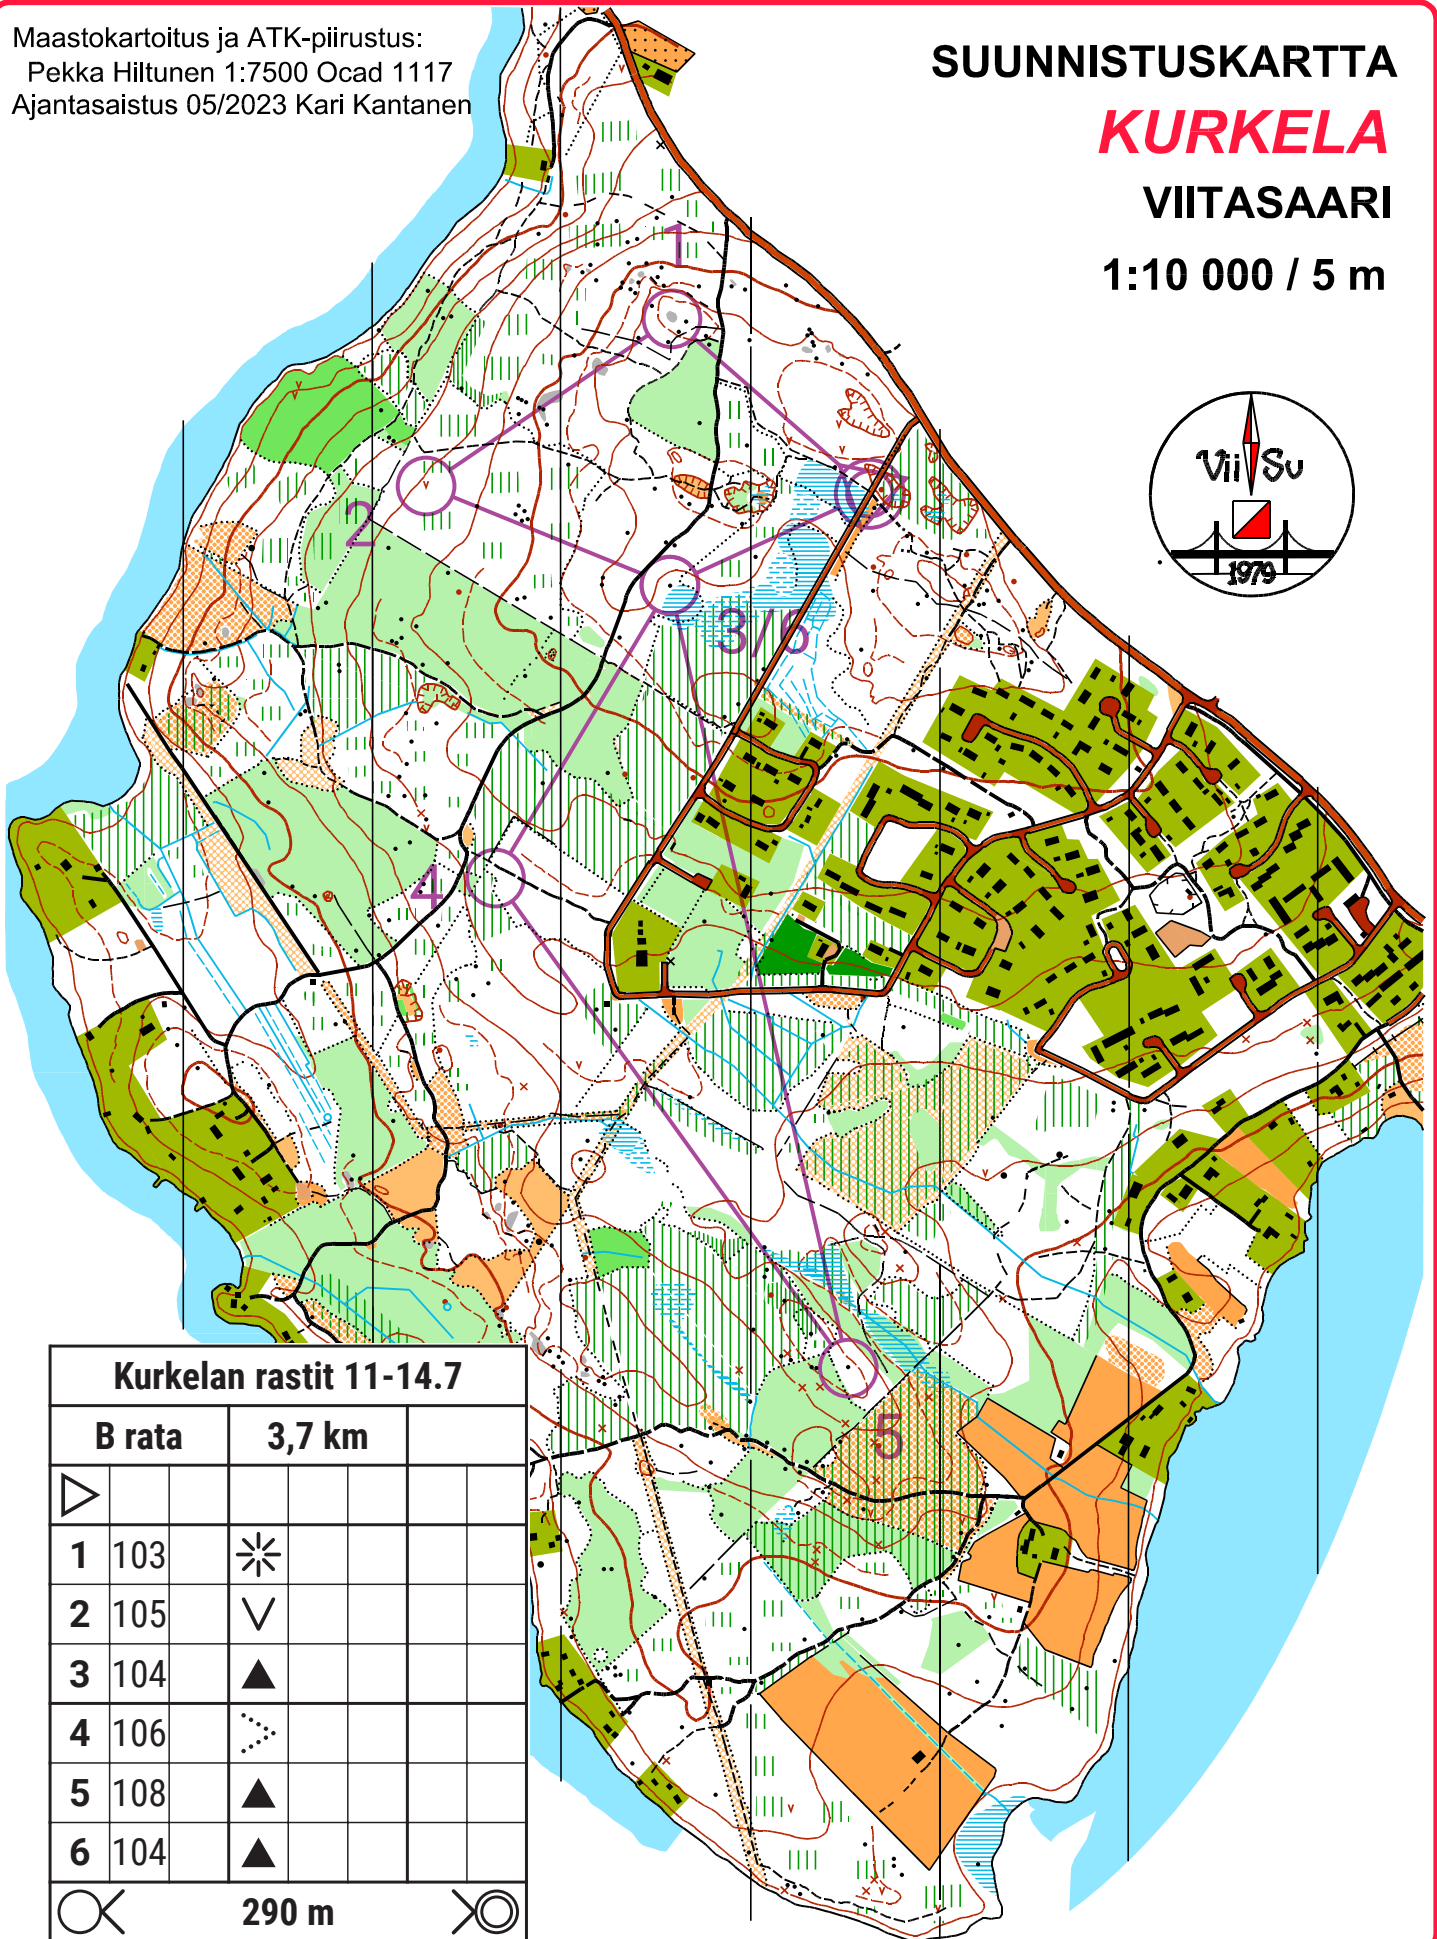 Maastokartoitus ja ATK-piirustus:
Pekka Hiltunen 1:7500 Ocad 1117
Ajantasaistus 05/2023 Kari Kantanen
SUUNNISTUSKARTTA
KURKELA
VIITASAARI
1:10 000 / 5 m
Vii Su
1979
1
2
3/6
4
5
Kurkelan rastit 11-14.7
B rata 3,7 km
1 103
2 105
3 104
4 106
5 108
6 104
290 m